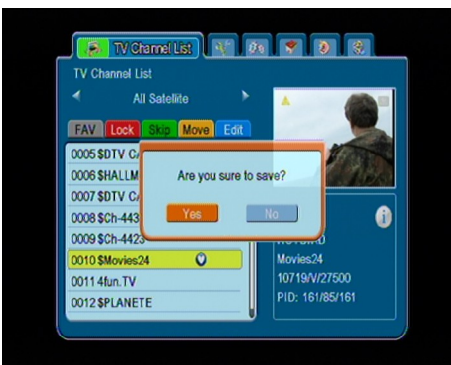 TV Channel List
TV Channel List
All Satellite
FAV Lock Skip Move Edit
0005 $DTV
0006 $HALLM
0007 $DTV
0008 $Ch-443
0009 $Ch-4423
0010 $Movies24
0011 4fun.TV
0012 $PLANETE
Are you sure to save?
Yes No
Movies24
10719/V/27500
PID: 161/85/161